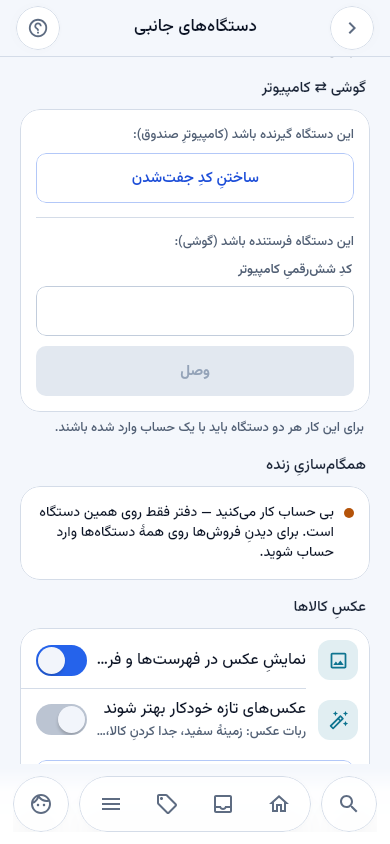 دستگاه‌های جانبی
گوشی ⇄ کامپیوتر
این دستگاه گیرنده باشد (کامپیوترِ صندوق):
ساختنِ کدِ جفت‌شدن
این دستگاه فرستنده باشد (گوشی):
کدِ شش‌رقمیِ کامپیوتر
وصل
برای این کار هر دو دستگاه باید با یک حساب وارد شده باشند.
همگام‌سازیِ زنده
بی حساب کار می‌کنید — دفتر فقط روی همین دستگاه
است. برای دیدنِ فروش‌ها روی همهٔ دستگاه‌ها وارد
حساب شوید.
عکسِ کالاها
نمایشِ عکس در فهرست‌ها و فر...
عکس‌های تازه خودکار بهتر شوند
ربات عکس: زمینهٔ سفید، جدا کردنِ کالا،...